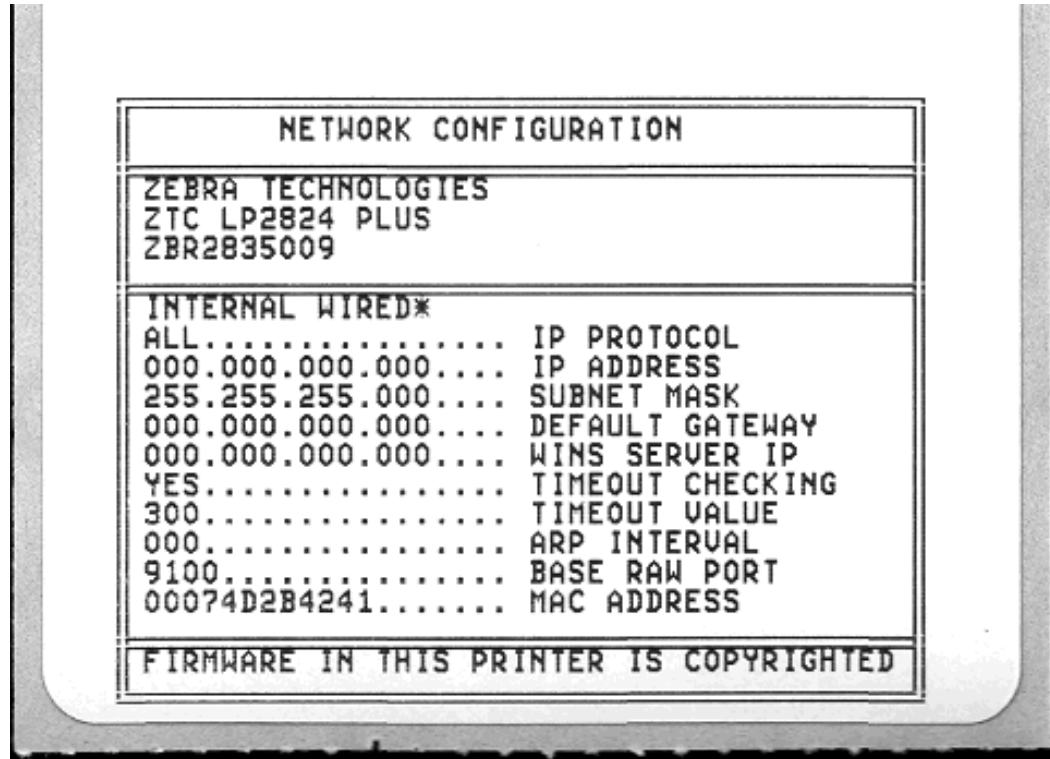 NETWORK CONFIGURATION
ZEBRA TECHNOLOGIES
ZTC LP2824 PLUS
ZBR2835009
INTERNAL WIRED*
ALL................ IP PROTOCOL
000.000.000.000.... IP ADDRESS
255.255.255.000.... SUBNET MASK
000.000.000.000.... DEFAULT GATEWAY
000.000.000.000.... WINS SERVER IP
YES................ TIMEOUT CHECKING
300................ TIMEOUT VALUE
000................ ARP INTERVAL
9100............... BASE RAW PORT
00074D2B4241....... MAC ADDRESS
FIRMWARE IN THIS PRINTER IS COPYRIGHTED